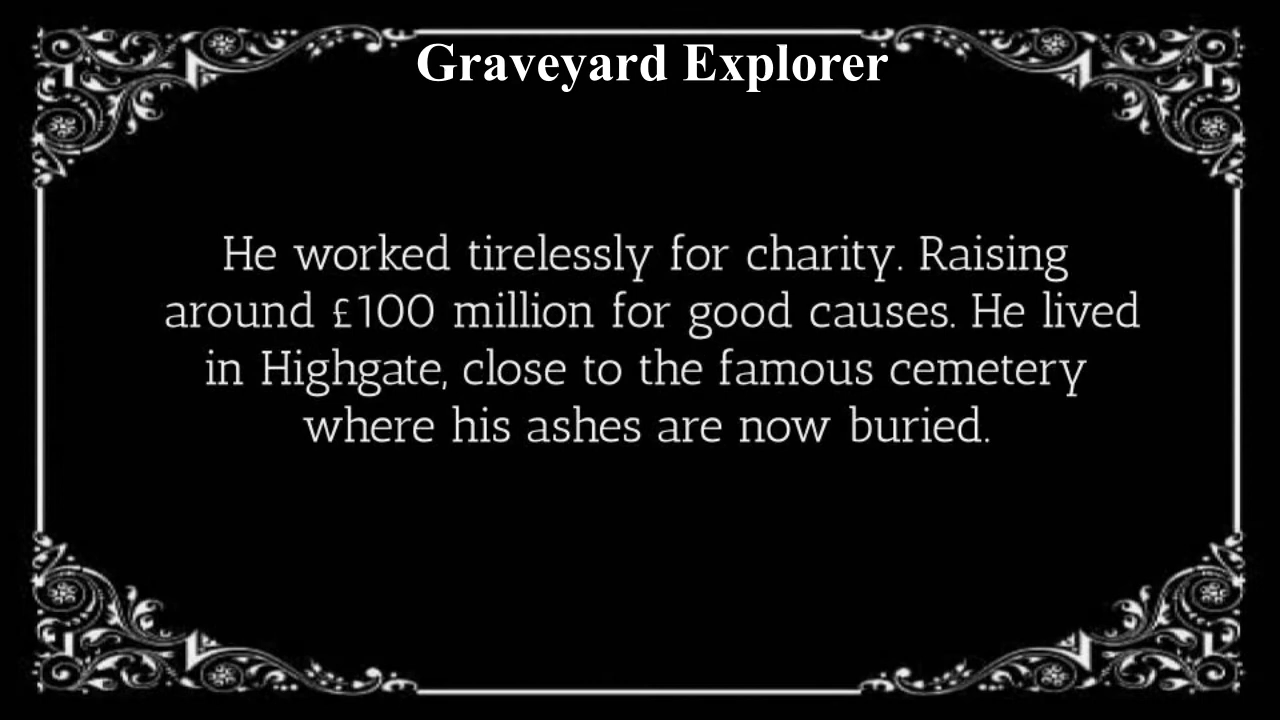 Graveyard Explorer
He worked tirelessly for charity. Raising
around £100 million for good causes. He lived
in Highgate, close to the famous cemetery
where his ashes are now buried.